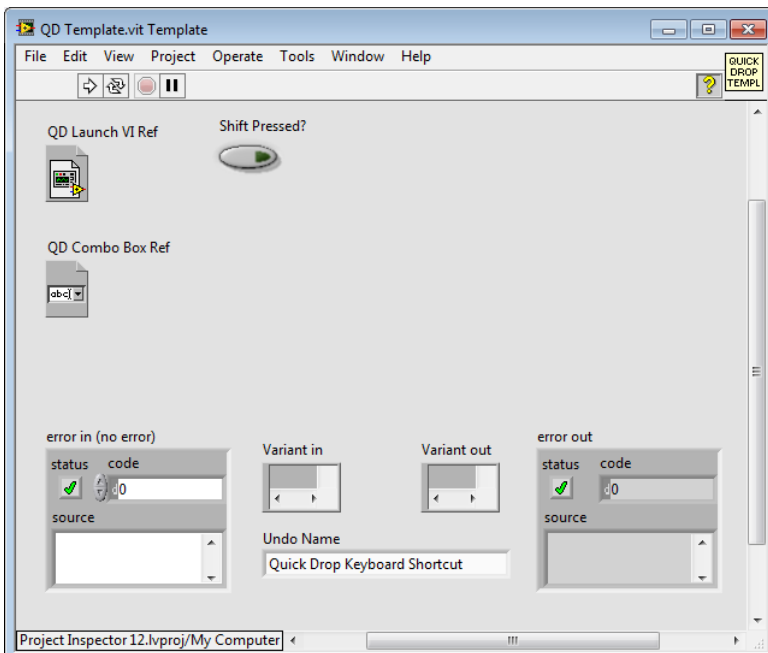 QD Template.vit Template
File Edit View Project Operate Tools Window Help
QUICK
DROP
TEMPL
QD Launch VI Ref
Shift Pressed?
QD Combo Box Ref
abc
error in (no error)
status code
0
source
Variant in
Variant out
Undo Name
Quick Drop Keyboard Shortcut
error out
status code
d0
source
Project Inspector 12.lvproj/My Computer